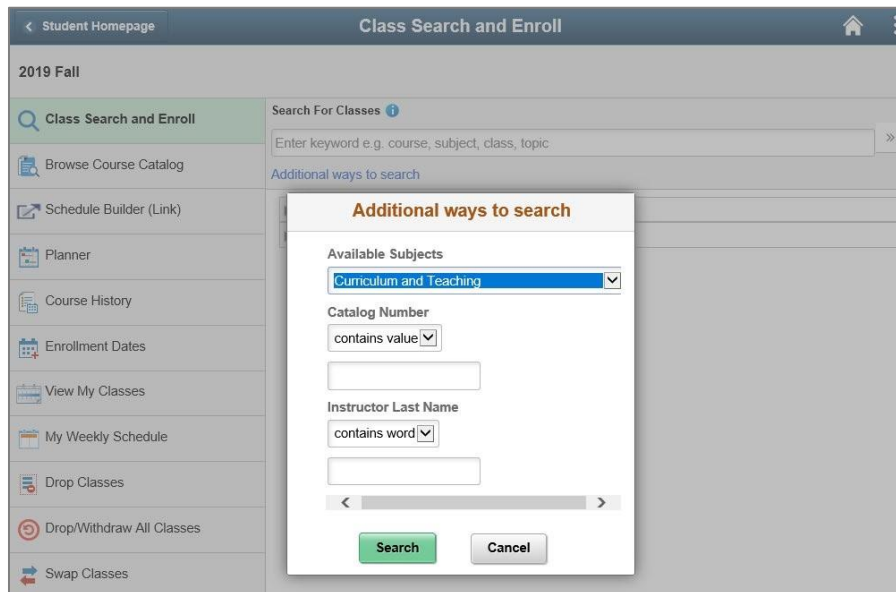 Student Homepage
Class Search and Enroll
2019 Fall
Class Search and Enroll
Browse Course Catalog
Schedule Builder (Link)
Planner
Course History
Enrollment Dates
View My Classes
My Weekly Schedule
Drop Classes
Drop/Withdraw All Classes
Swap Classes
Search For Classes
Enter keyword e.g. course, subject, class, topic
Additional ways to search
Additional ways to search
Available Subjects
Curriculum and Teaching
Catalog Number
contains value
Instructor Last Name
contains word
Search
Cancel